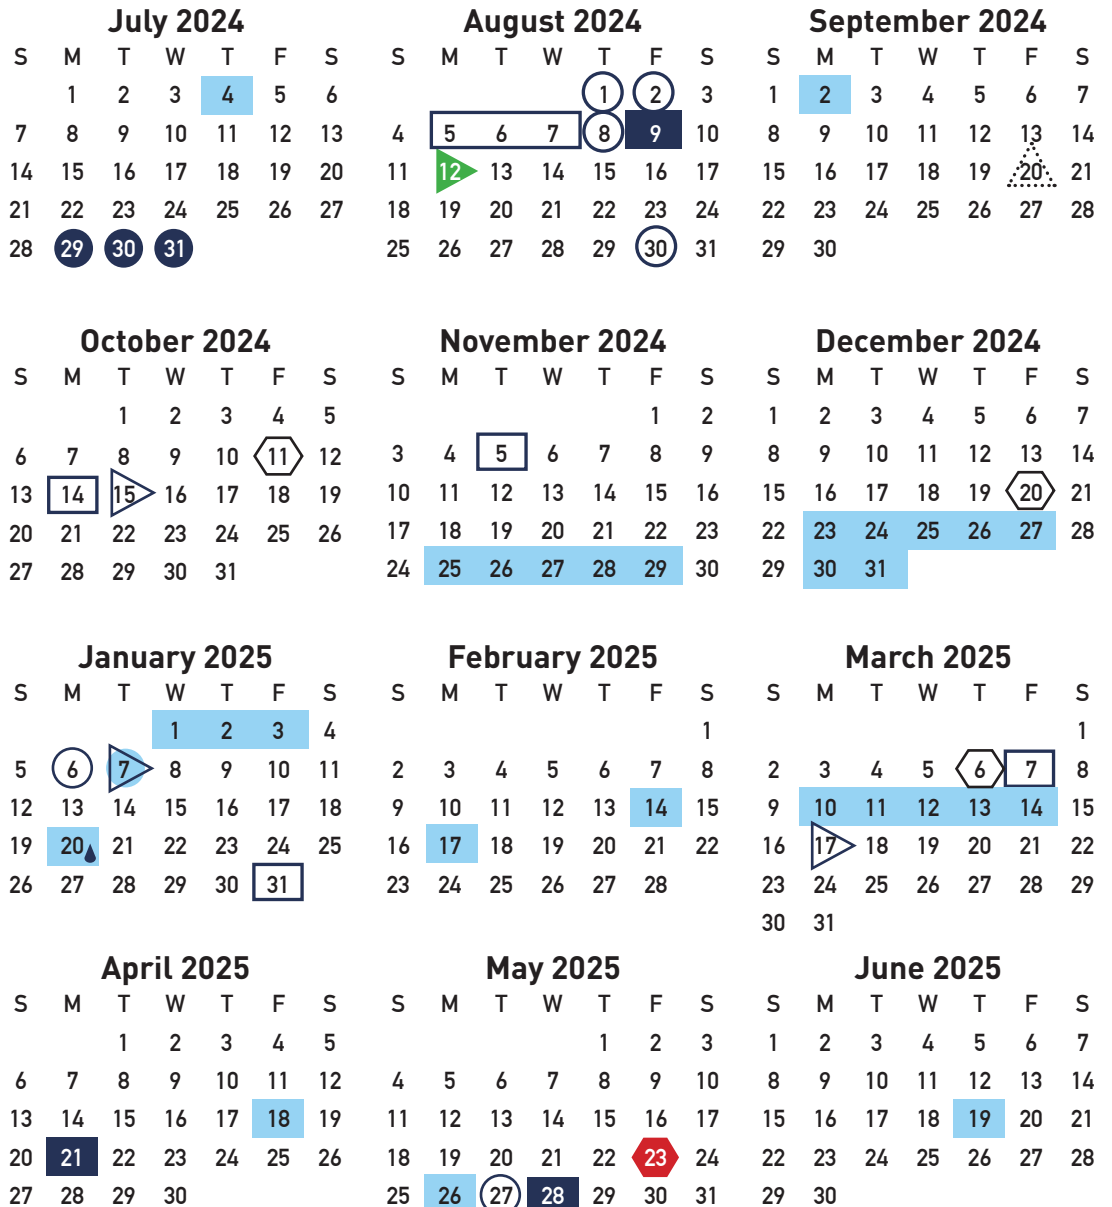 July 2024 August 2024 September 2024
S M T W T F S S M T W T F S S M T W T F S
1 2 3 4 5 6 1 2 3 1 2 3 4 5 6 7
7 8 9 10 11 12 13 4 5 6 7 8 9 10 8 9 10 11 12 13 14
14 15 16 17 18 19 20 11 12 13 14 15 16 17 15 16 17 18 19 20 21
21 22 23 24 25 26 27 18 19 20 21 22 23 24 22 23 24 25 26 27 28
28 29 30 31 25 26 27 28 29 30 31 29 30
October 2024 November 2024 December 2024
S M T W T F S S M T W T F S S M T W T F S
1 2 3 4 5 1 2 1 2 3 4 5 6 7
6 7 8 9 10 11 12 3 4 5 6 7 8 9 8 9 10 11 12 13 14
13 14 15 16 17 18 19 10 11 12 13 14 15 16 15 16 17 18 19 20 21
20 21 22 23 24 25 26 17 18 19 20 21 22 23 22 23 24 25 26 27 28
27 28 29 30 31 24 25 26 27 28 29 30 29 30 31
January 2025 February 2025 March 2025
S M T W T F S S M T W T F S S M T W T F S
1 2 3 4 1 1
5 6 7 8 9 10 11 2 3 4 5 6 7 8 2 3 4 5 6 7 8
12 13 14 15 16 17 18 9 10 11 12 13 14 15 9 10 11 12 13 14 15
19 20 21 22 23 24 25 16 17 18 19 20 21 22 16 17 18 19 20 21 22
26 27 28 29 30 31 23 24 25 26 27 28 23 24 25 26 27 28 29
30 31
April 2025 May 2025 June 2025
S M T W T F S S M T W T F S S M T W T F S
1 2 3 4 5 1 2 3 1 2 3 4 5 6 7
6 7 8 9 10 11 12 4 5 6 7 8 9 10 8 9 10 11 12 13 14
13 14 15 16 17 18 19 11 12 13 14 15 16 17 15 16 17 18 19 20 21
20 21 22 23 24 25 26 18 19 20 21 22 23 24 22 23 24 25 26 27 28
27 28 29 30 25 26 27 28 29 30 31 29 30